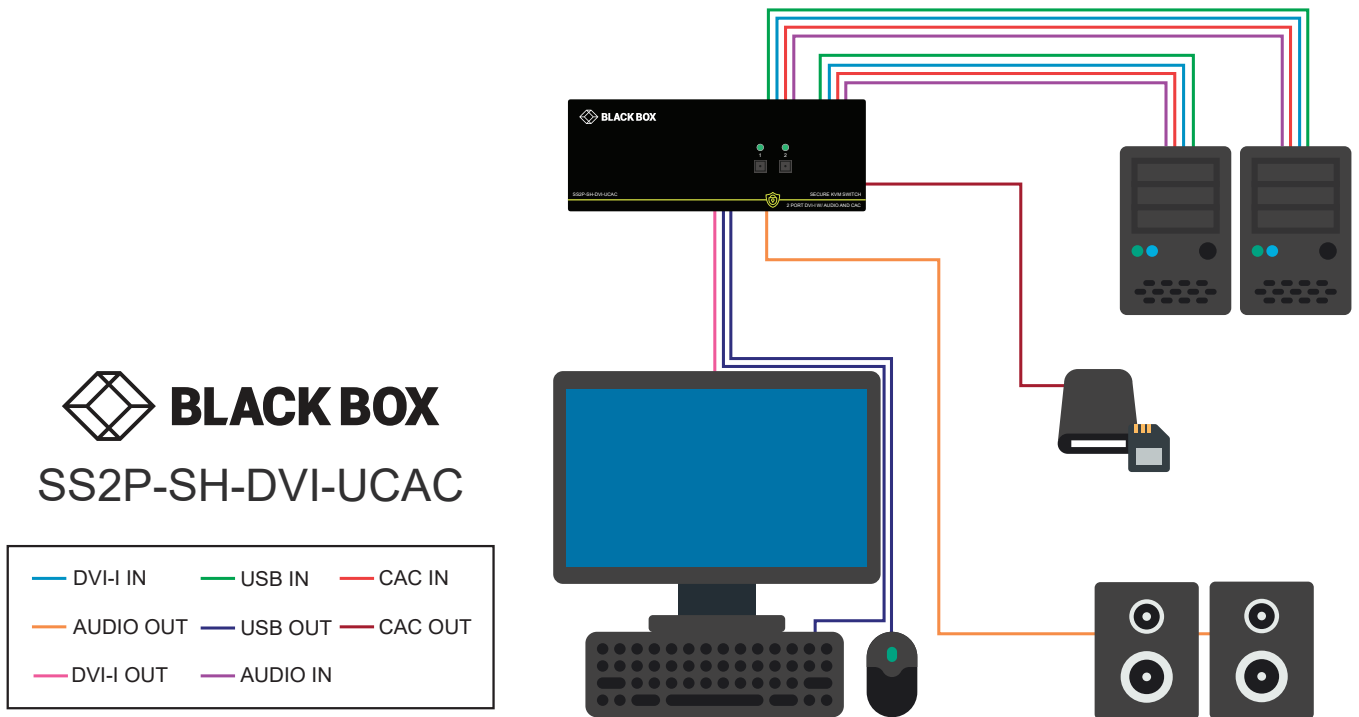 BLACK BOX
1 2
SS2P-SH-DVI-UCAC
SECURE KVM SWITCH
2 PORT DVI-I W/ AUDIO AND CAC
BLACK BOX
SS2P-SH-DVI-UCAC
DVI-I IN USB IN CAC IN
AUDIO OUT USB OUT CAC OUT
DVI-I OUT AUDIO IN